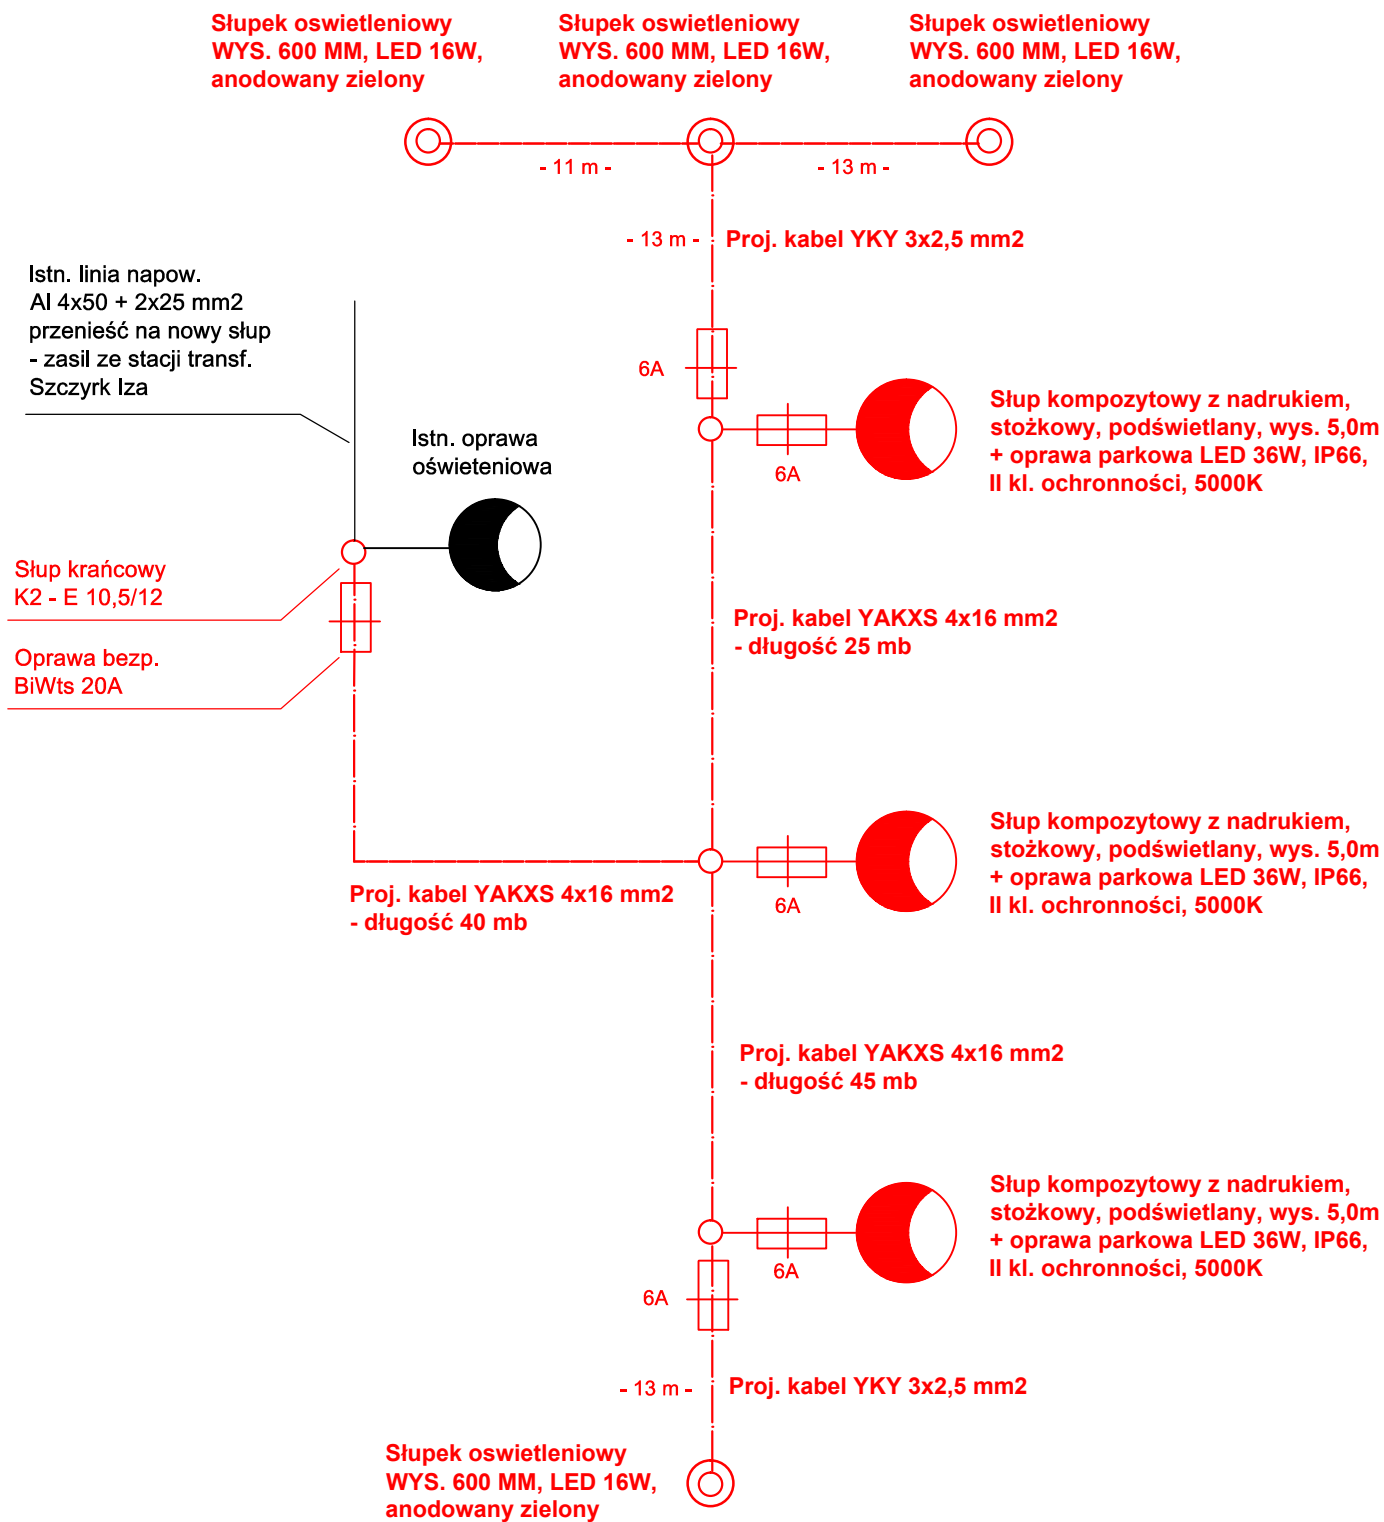 Słupek oswietleniowy
WYS. 600 MM, LED 16W,
anodowany zielony
Słupek oswietleniowy
WYS. 600 MM, LED 16W,
anodowany zielony
Słupek oswietleniowy
WYS. 600 MM, LED 16W,
anodowany zielony
- 11 m -
- 13 m -
- 13 m -
Proj. kabel YKY 3x2,5 mm2
Istn. linia napow.
Al 4x50 + 2x25 mm2
przenieść na nowy słup
- zasil ze stacji transf.
Szczyrk Iza
6A
Istn. oprawa
oświeteniowa
6A
Słup kompozytowy z nadrukiem,
stożkowy, podświetlany, wys. 5,0m
+ oprawa parkowa LED 36W, IP66,
II kl. ochronności, 5000K
Słup krańcowy
K2 - E 10,5/12
Oprawa bezp.
BiWts 20A
Proj. kabel YAKXS 4x16 mm2
- długość 25 mb
Proj. kabel YAKXS 4x16 mm2
- długość 40 mb
6A
Słup kompozytowy z nadrukiem,
stożkowy, podświetlany, wys. 5,0m
+ oprawa parkowa LED 36W, IP66,
II kl. ochronności, 5000K
Proj. kabel YAKXS 4x16 mm2
- długość 45 mb
6A
Słup kompozytowy z nadrukiem,
stożkowy, podświetlany, wys. 5,0m
+ oprawa parkowa LED 36W, IP66,
II kl. ochronności, 5000K
6A
- 13 m -
Proj. kabel YKY 3x2,5 mm2
Słupek oswietleniowy
WYS. 600 MM, LED 16W,
anodowany zielony